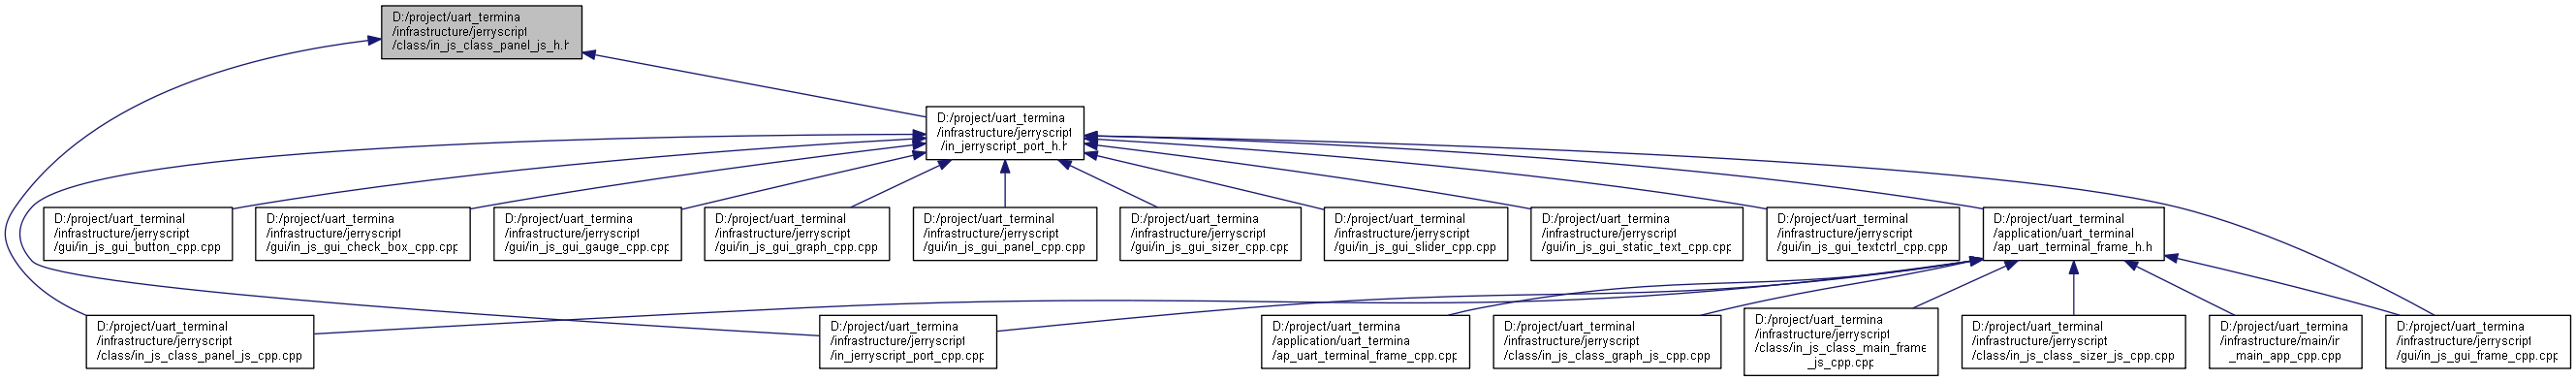 D:/project/uart_termina
/infrastructure/jerryscript
/class/in_js_class_panel_js_h.h
D:/project/uart_termina
/infrastructure/jerryscript
/in_jerryscript_port_h.h
D:/project/uart_terminal
/infrastructure/jerryscript
/gui/in_js_gui_button_cpp.cpp
D:/project/uart_termina
/infrastructure/jerryscript
/gui/in_js_gui_check_box_cpp.cpp
D:/project/uart_termina
/infrastructure/jerryscript
/gui/in_js_gui_gauge_cpp.cpp
D:/project/uart_terminal
/infrastructure/jerryscript
/gui/in_js_gui_graph_cpp.cpp
D:/project/uart_terminal
/infrastructure/jerryscript
/gui/in_js_gui_panel_cpp.cpp
D:/project/uart_termina
/infrastructure/jerryscript
/gui/in_js_gui_sizer_cpp.cpp
D:/project/uart_terminal
/infrastructure/jerryscript
/gui/in_js_gui_slider_cpp.cpp
D:/project/uart_termina
/infrastructure/jerryscript
/gui/in_js_gui_static_text_cpp.cpp
D:/project/uart_terminal
/infrastructure/jerryscript
/gui/in_js_gui_textctrl_cpp.cpp
D:/project/uart_terminal
/application/uart_terminal
/ap_uart_terminal_frame_h.h
D:/project/uart_terminal
/infrastructure/jerryscript
/class/in_js_class_panel_js_cpp.cpp
D:/project/uart_termina
/infrastructure/jerryscript
/in_jerryscript_port_cpp.cpp
D:/project/uart_termina
/application/uart_termina
/ap_uart_terminal_frame_cpp.cpp
D:/project/uart_terminal
/infrastructure/jerryscript
/class/in_js_class_graph_js_cpp.cpp
D:/project/uart_termina
/infrastructure/jerryscript
/class/in_js_class_main_frame
_js_cpp.cpp
D:/project/uart_terminal
/infrastructure/jerryscript
/class/in_js_class_sizer_js_cpp.cpp
D:/project/uart_termina
/infrastructure/main/in
_main_app_cpp.cpp
D:/project/uart_termina
/infrastructure/jerryscript
/gui/in_js_gui_frame_cpp.cpp